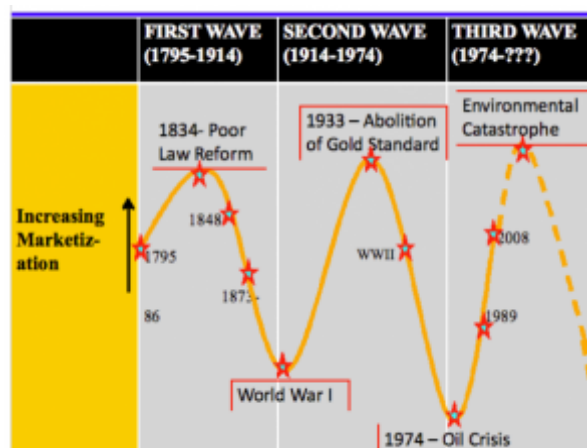 FIRST WAVE
(1795-1914)
SECOND WAVE
(1914-1974)
THIRD WAVE
(1974-???)
1834- Poor
Law Reform
1933 – Abolition
of Gold Standard
Environmental
Catastrophe
Increasing
Marketiz-
ation
1795
1848
1873-
86
WWII
2008
1989
World War I
1974 – Oil Crisis